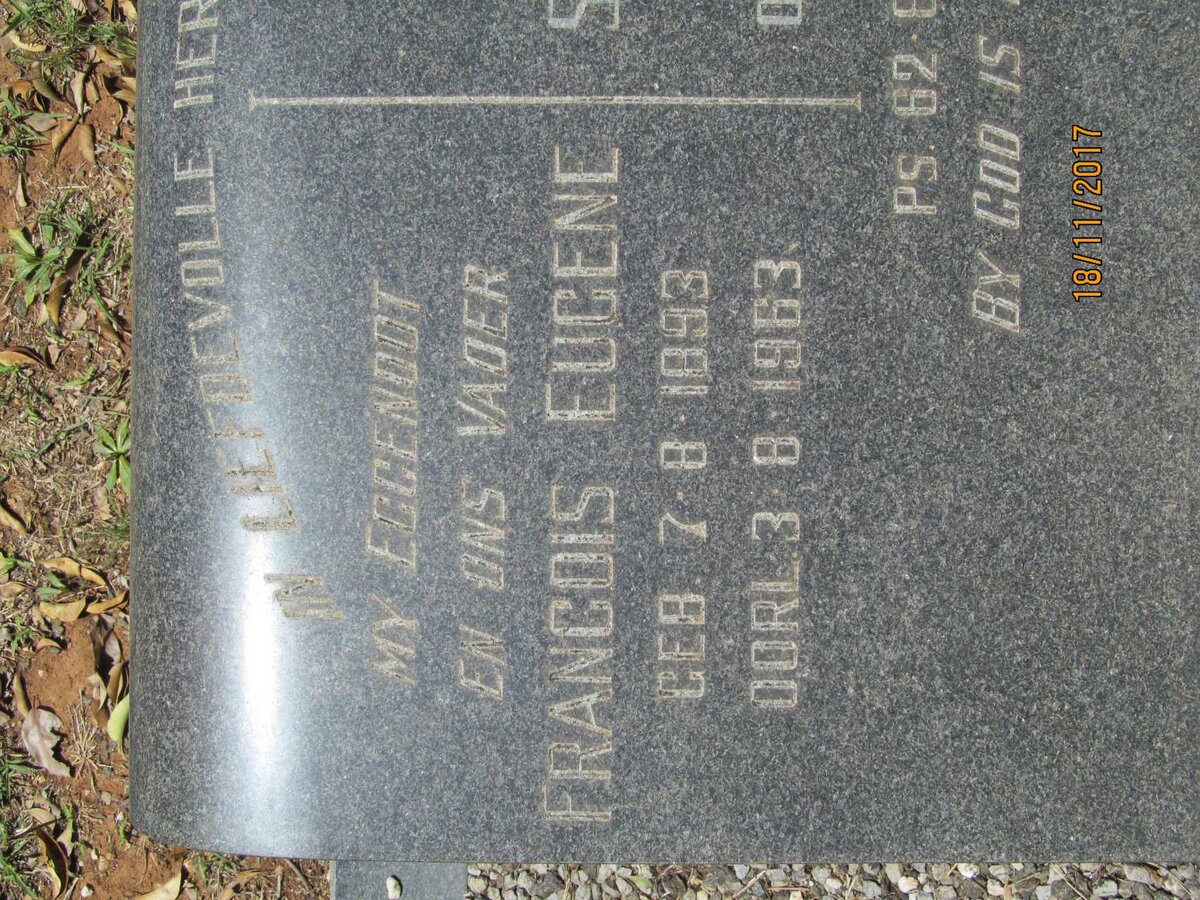 IN LIEFDEVOLLE HER
MY EGGENOOT
EN ONS VADER
FRANCOIS EUGENE
GEB 7. 8. 1893
OORL. 3. 8. 1963.
PS. 62
BY GOD IS
18/11/2017